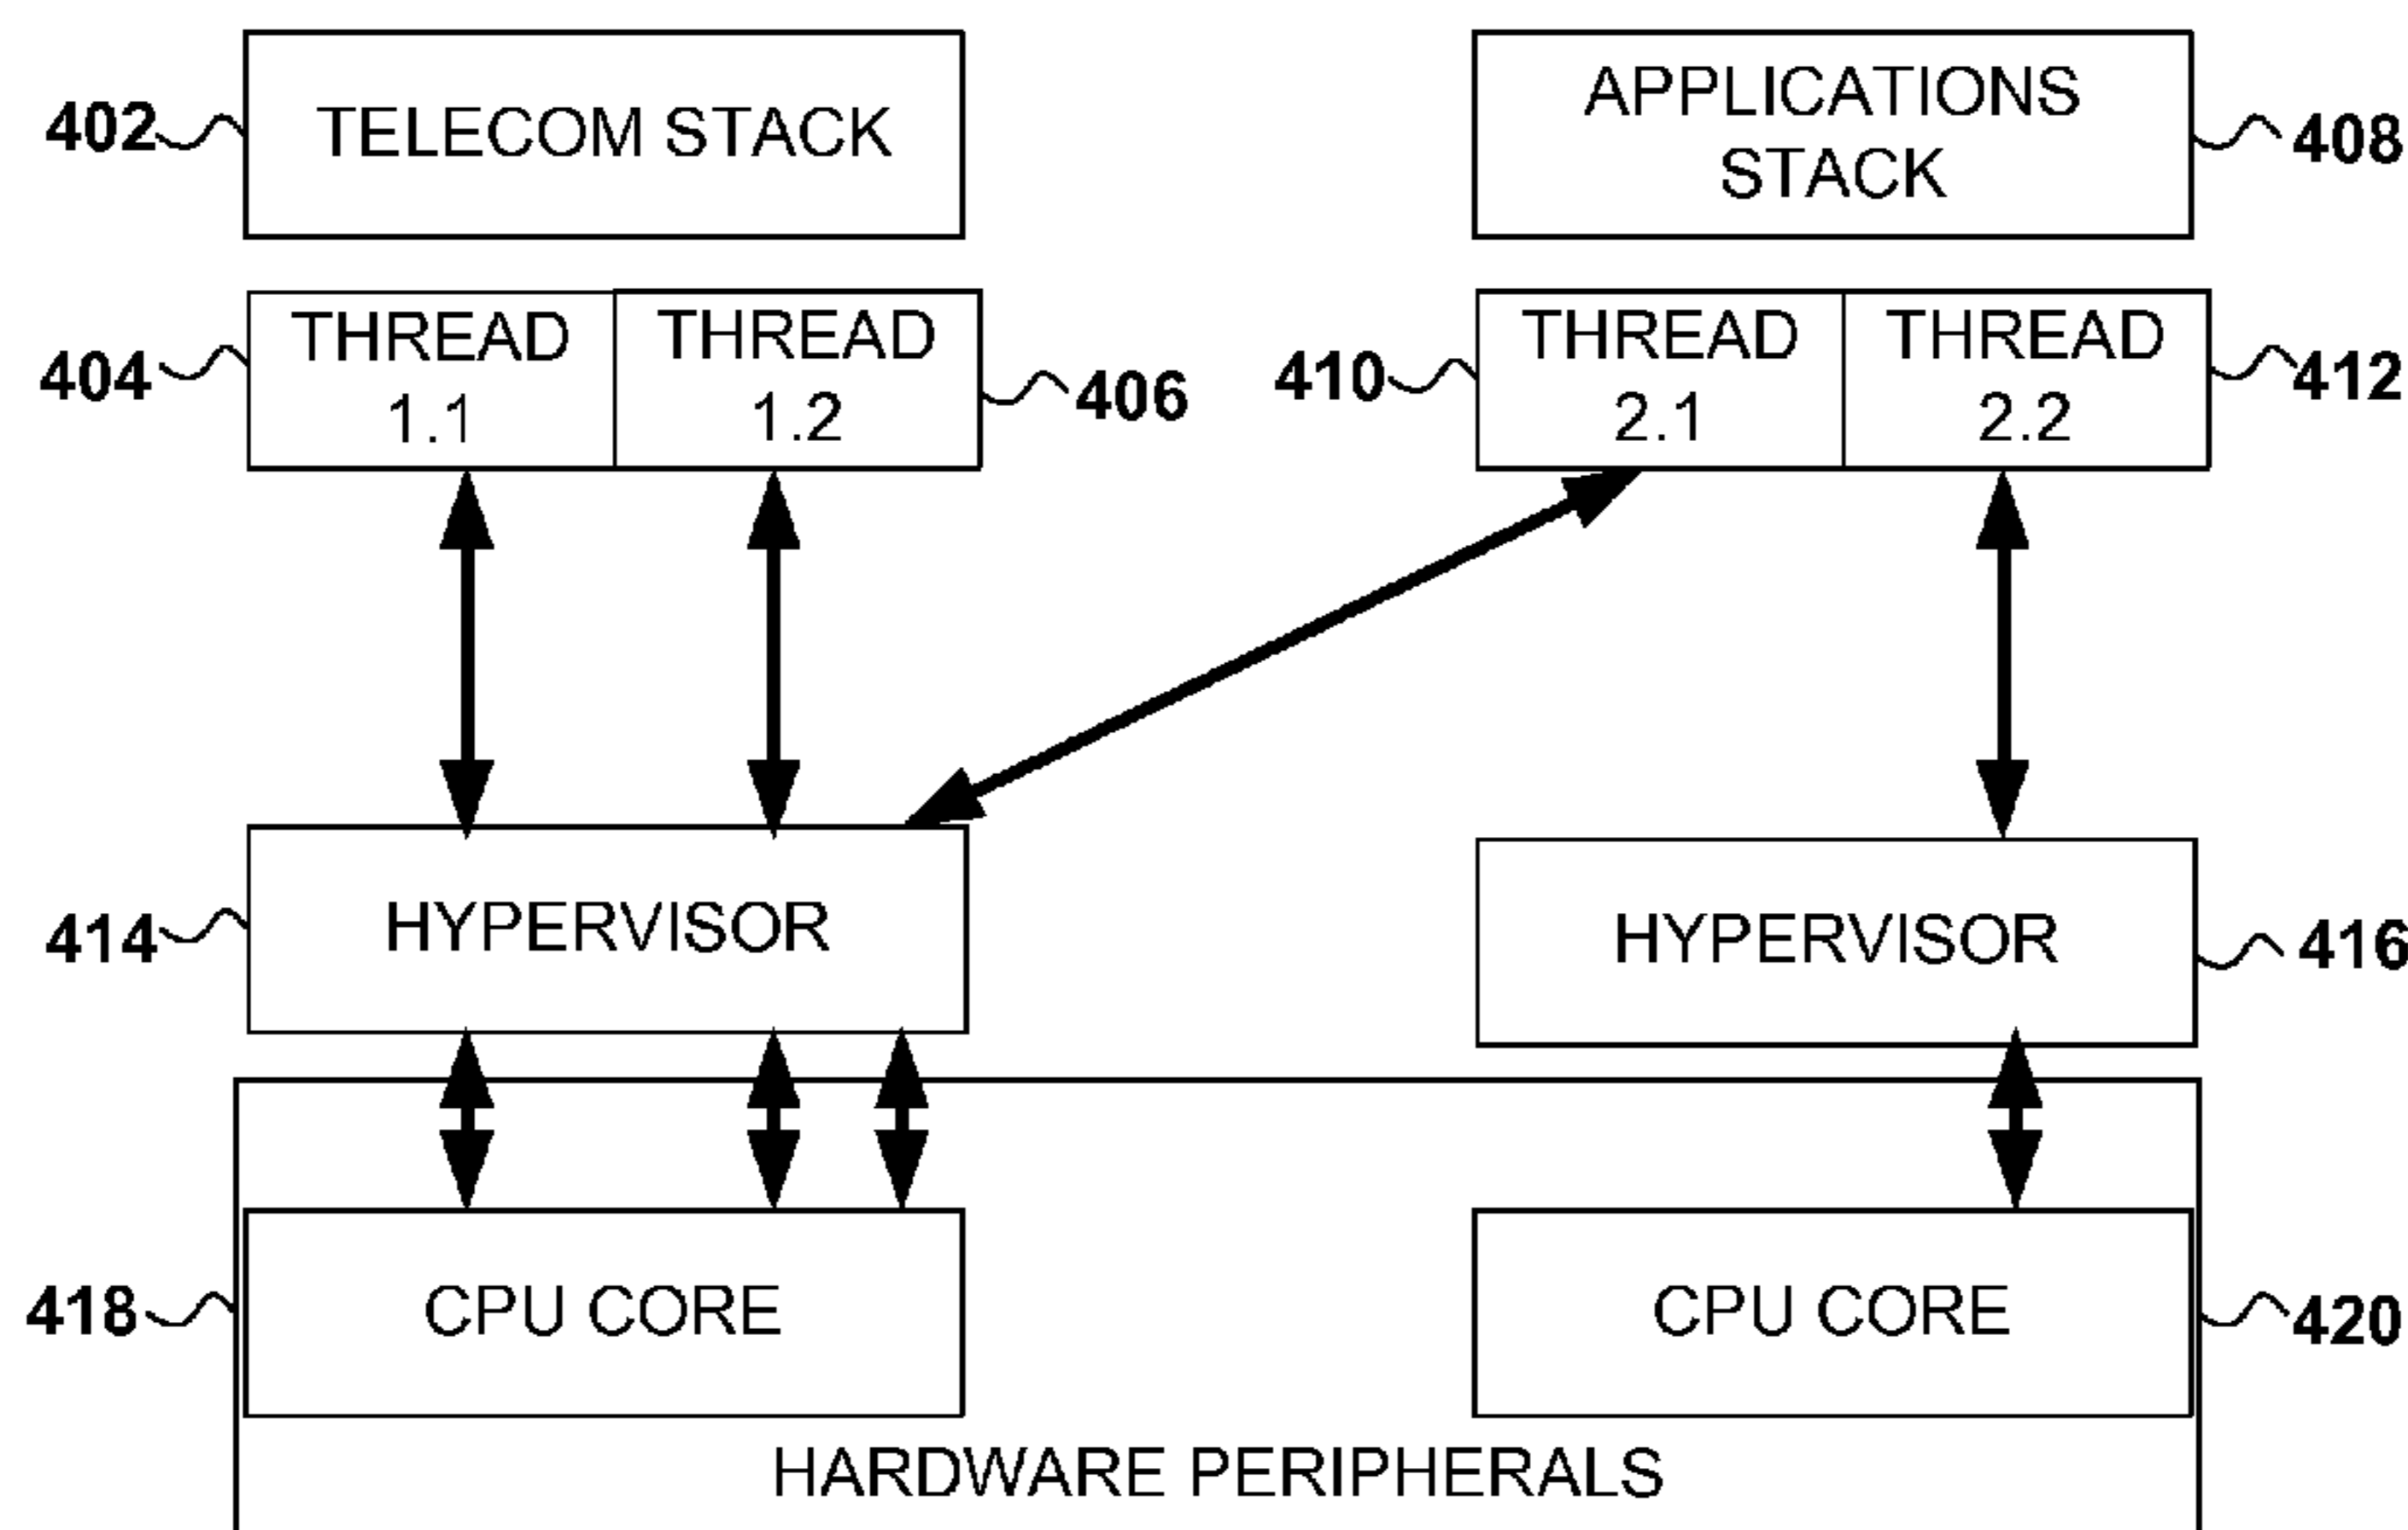 402
TELECOM STACK
APPLICATIONS
STACK
408
404
THREAD
1.1
THREAD
1.2
406
410
THREAD
2.1
THREAD
2.2
412
414
HYPERVISOR
HYPERVISOR
416
418
CPU CORE
CPU CORE
420
HARDWARE PERIPHERALS